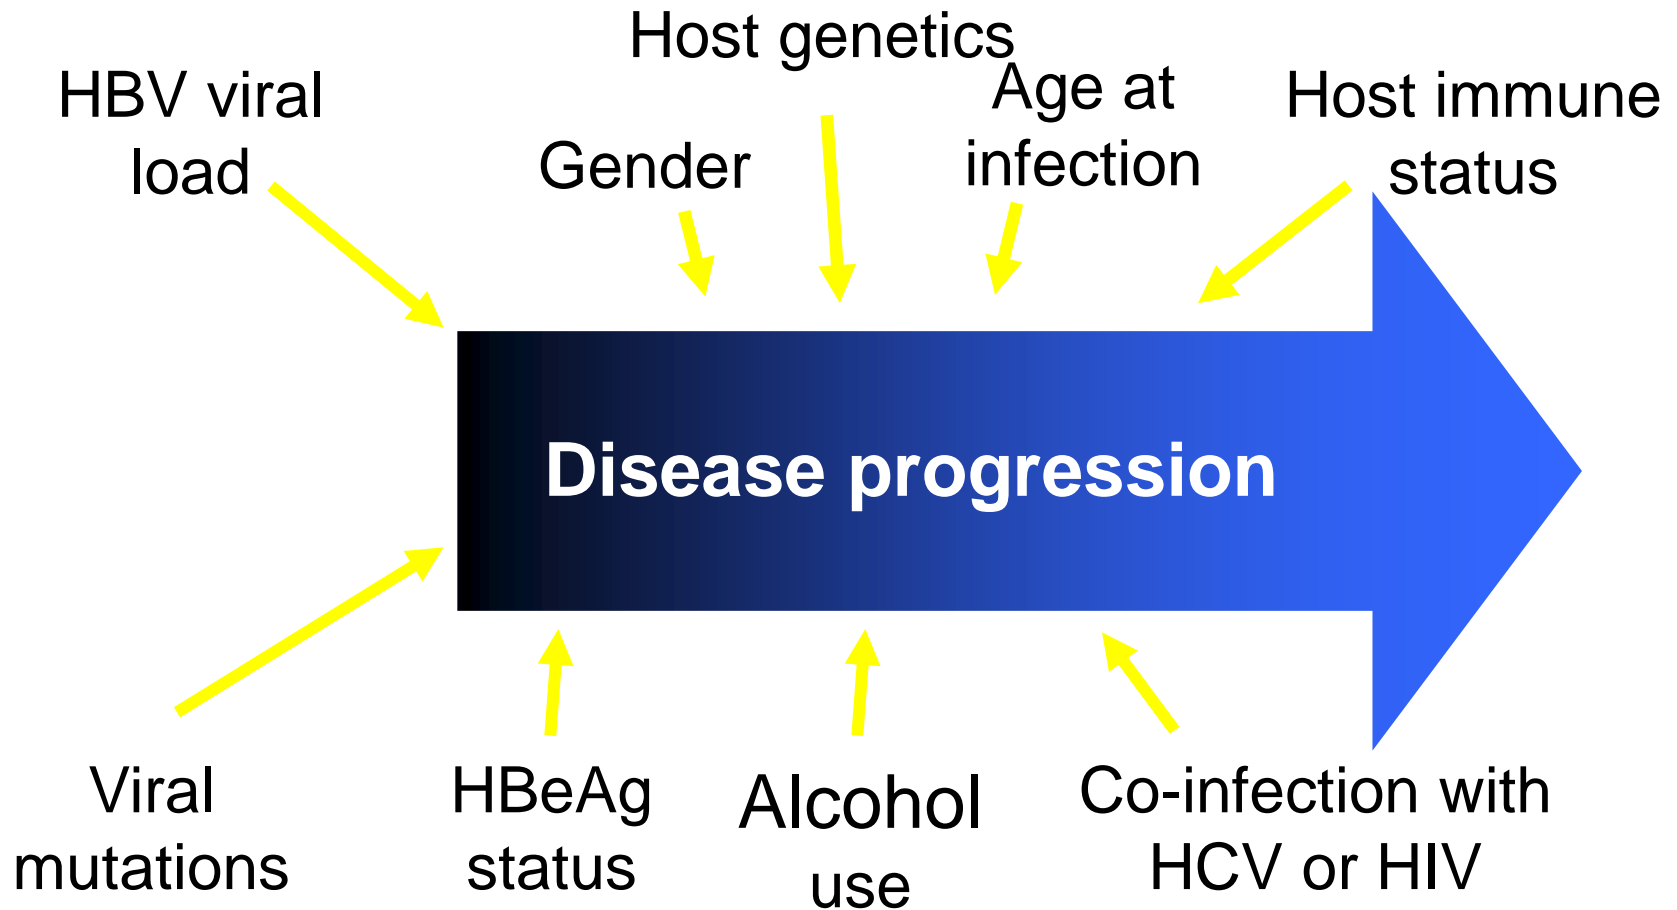 Host genetics
HBV viral
load
Gender
Age at
infection
Host immune
status
Disease progression
Viral
mutations
HBeAg
status
Alcohol
use
Co-infection with
HCV or HIV